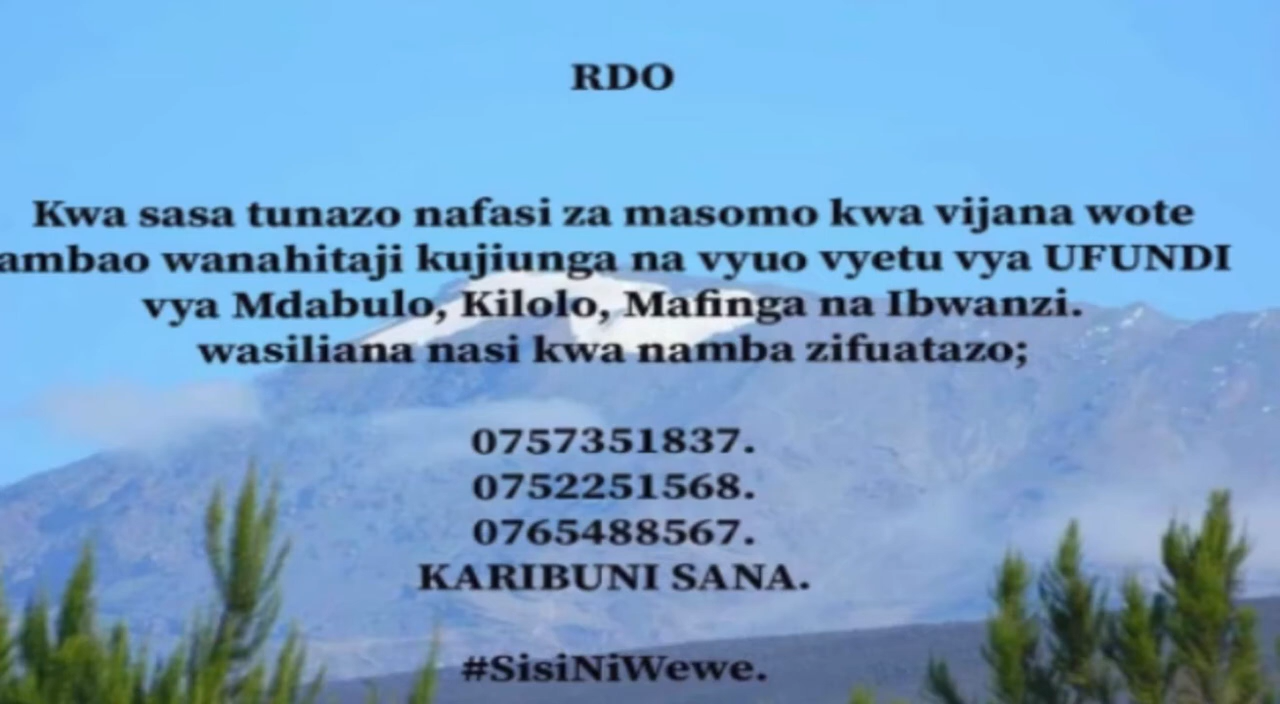 RDO
Kwa sasa tunazo nafasi za masomo kwa vijana wote
ambao wanahitaji kujiunga na vyuo vyetu vya UFUNDI
vya Mdabulo, Kilolo, Mafinga na Ibwanzi.
wasiliana nasi kwa namba zifuatazo;
0757351837.
0752251568.
0765488567.
KARIBUNI SANA.
#SisiNiWewe.